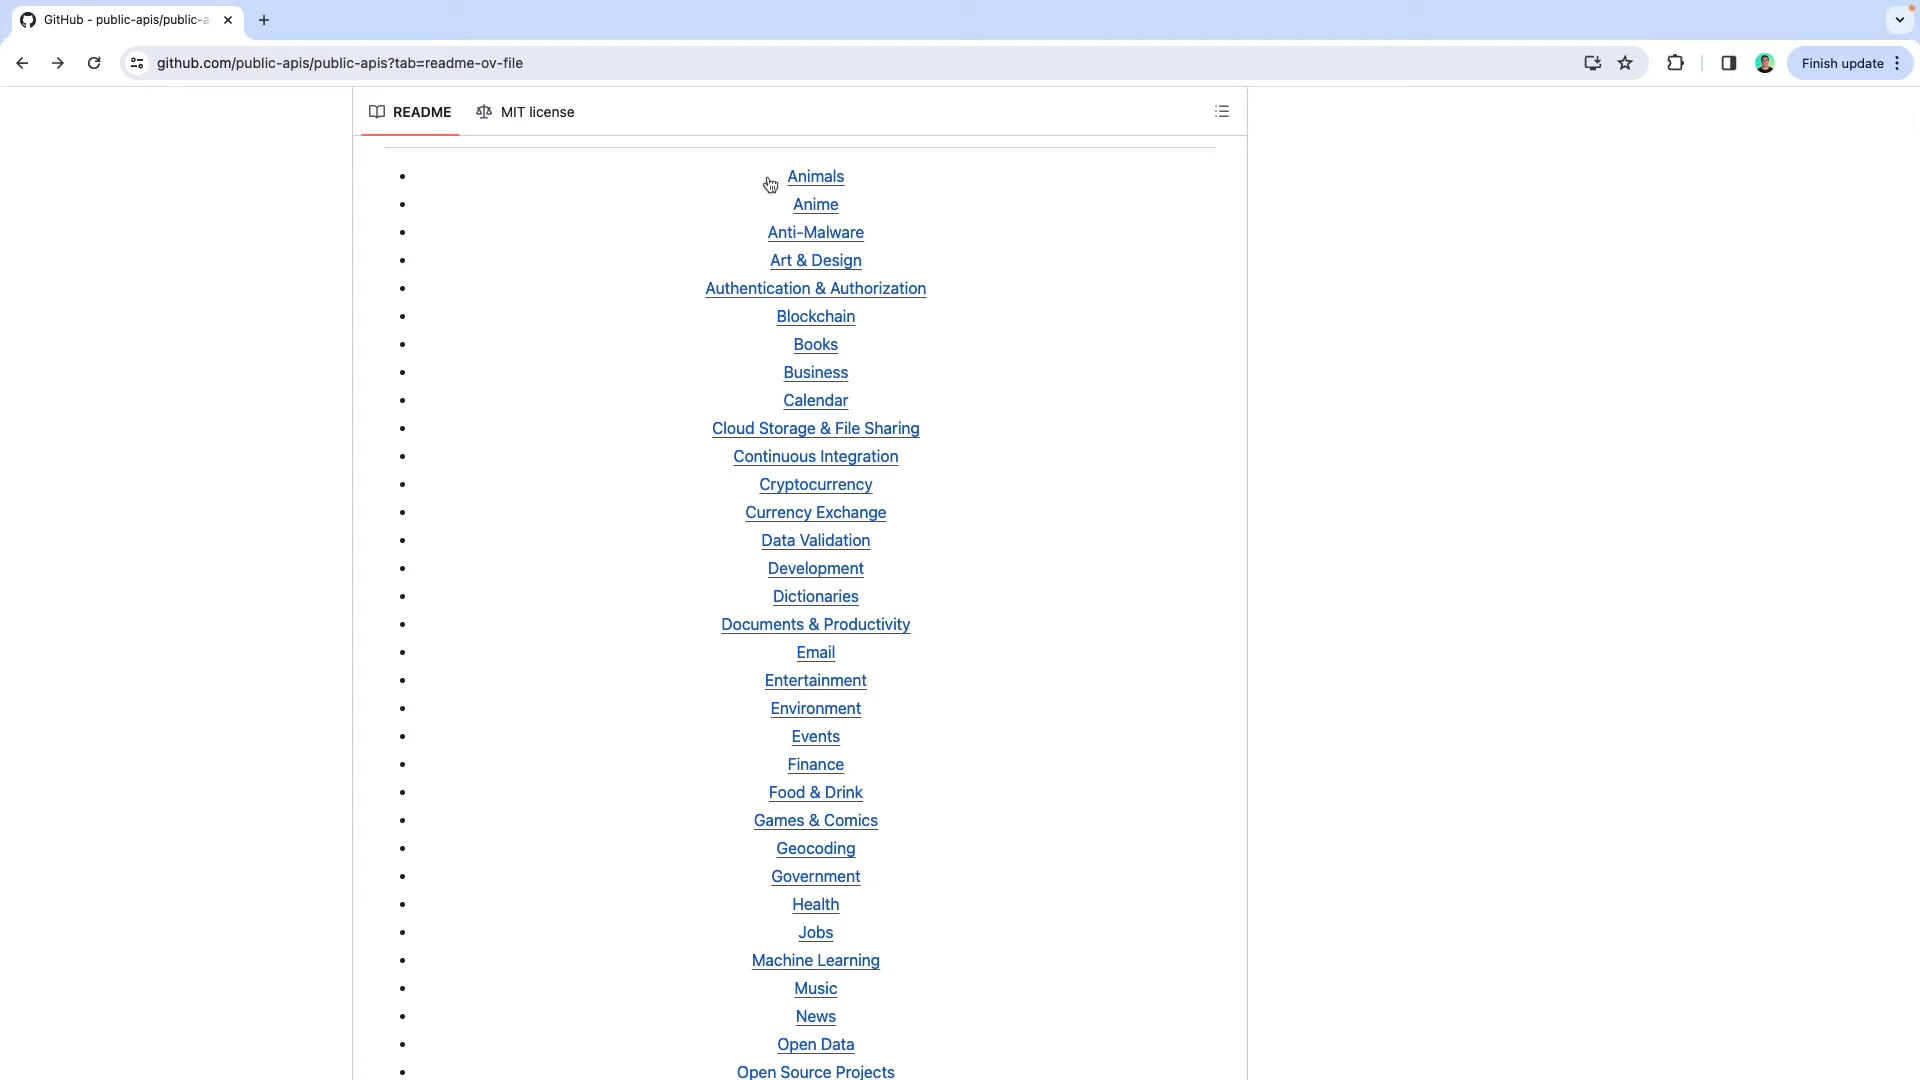 GitHub - public-apis/public-a
github.com/public-apis/public-apis?tab=readme-ov-file
Finish update
README
MIT license
Animals
Anime
Anti-Malware
Art & Design
Authentication & Authorization
Blockchain
Books
Business
Calendar
Cloud Storage & File Sharing
Continuous Integration
Cryptocurrency
Currency Exchange
Data Validation
Development
Dictionaries
Documents & Productivity
Email
Entertainment
Environment
Events
Finance
Food & Drink
Games & Comics
Geocoding
Government
Health
Jobs
Machine Learning
Music
News
Open Data
Open Source Projects